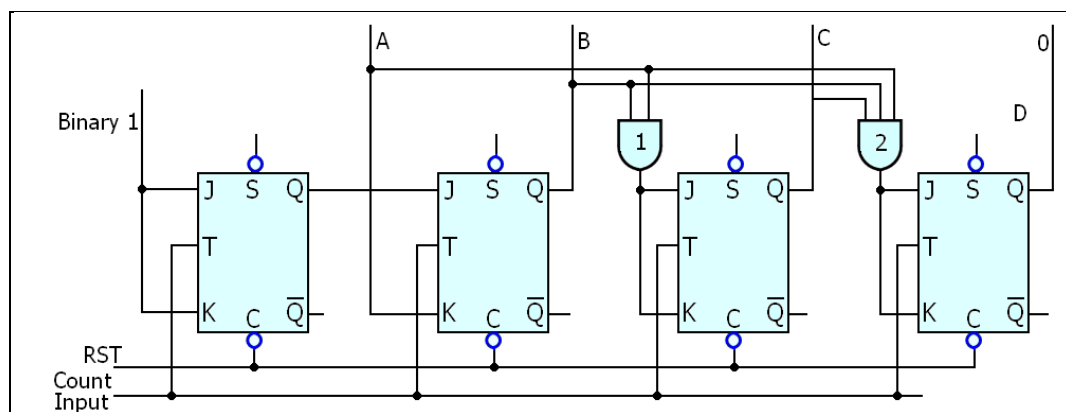 A B C 0
Binary 1
D
1 2
J S Q J S Q J S Q J S Q
T T T T
K C Q̅ K C Q̅ K C Q̅ K C Q̅
RST
Count
Input